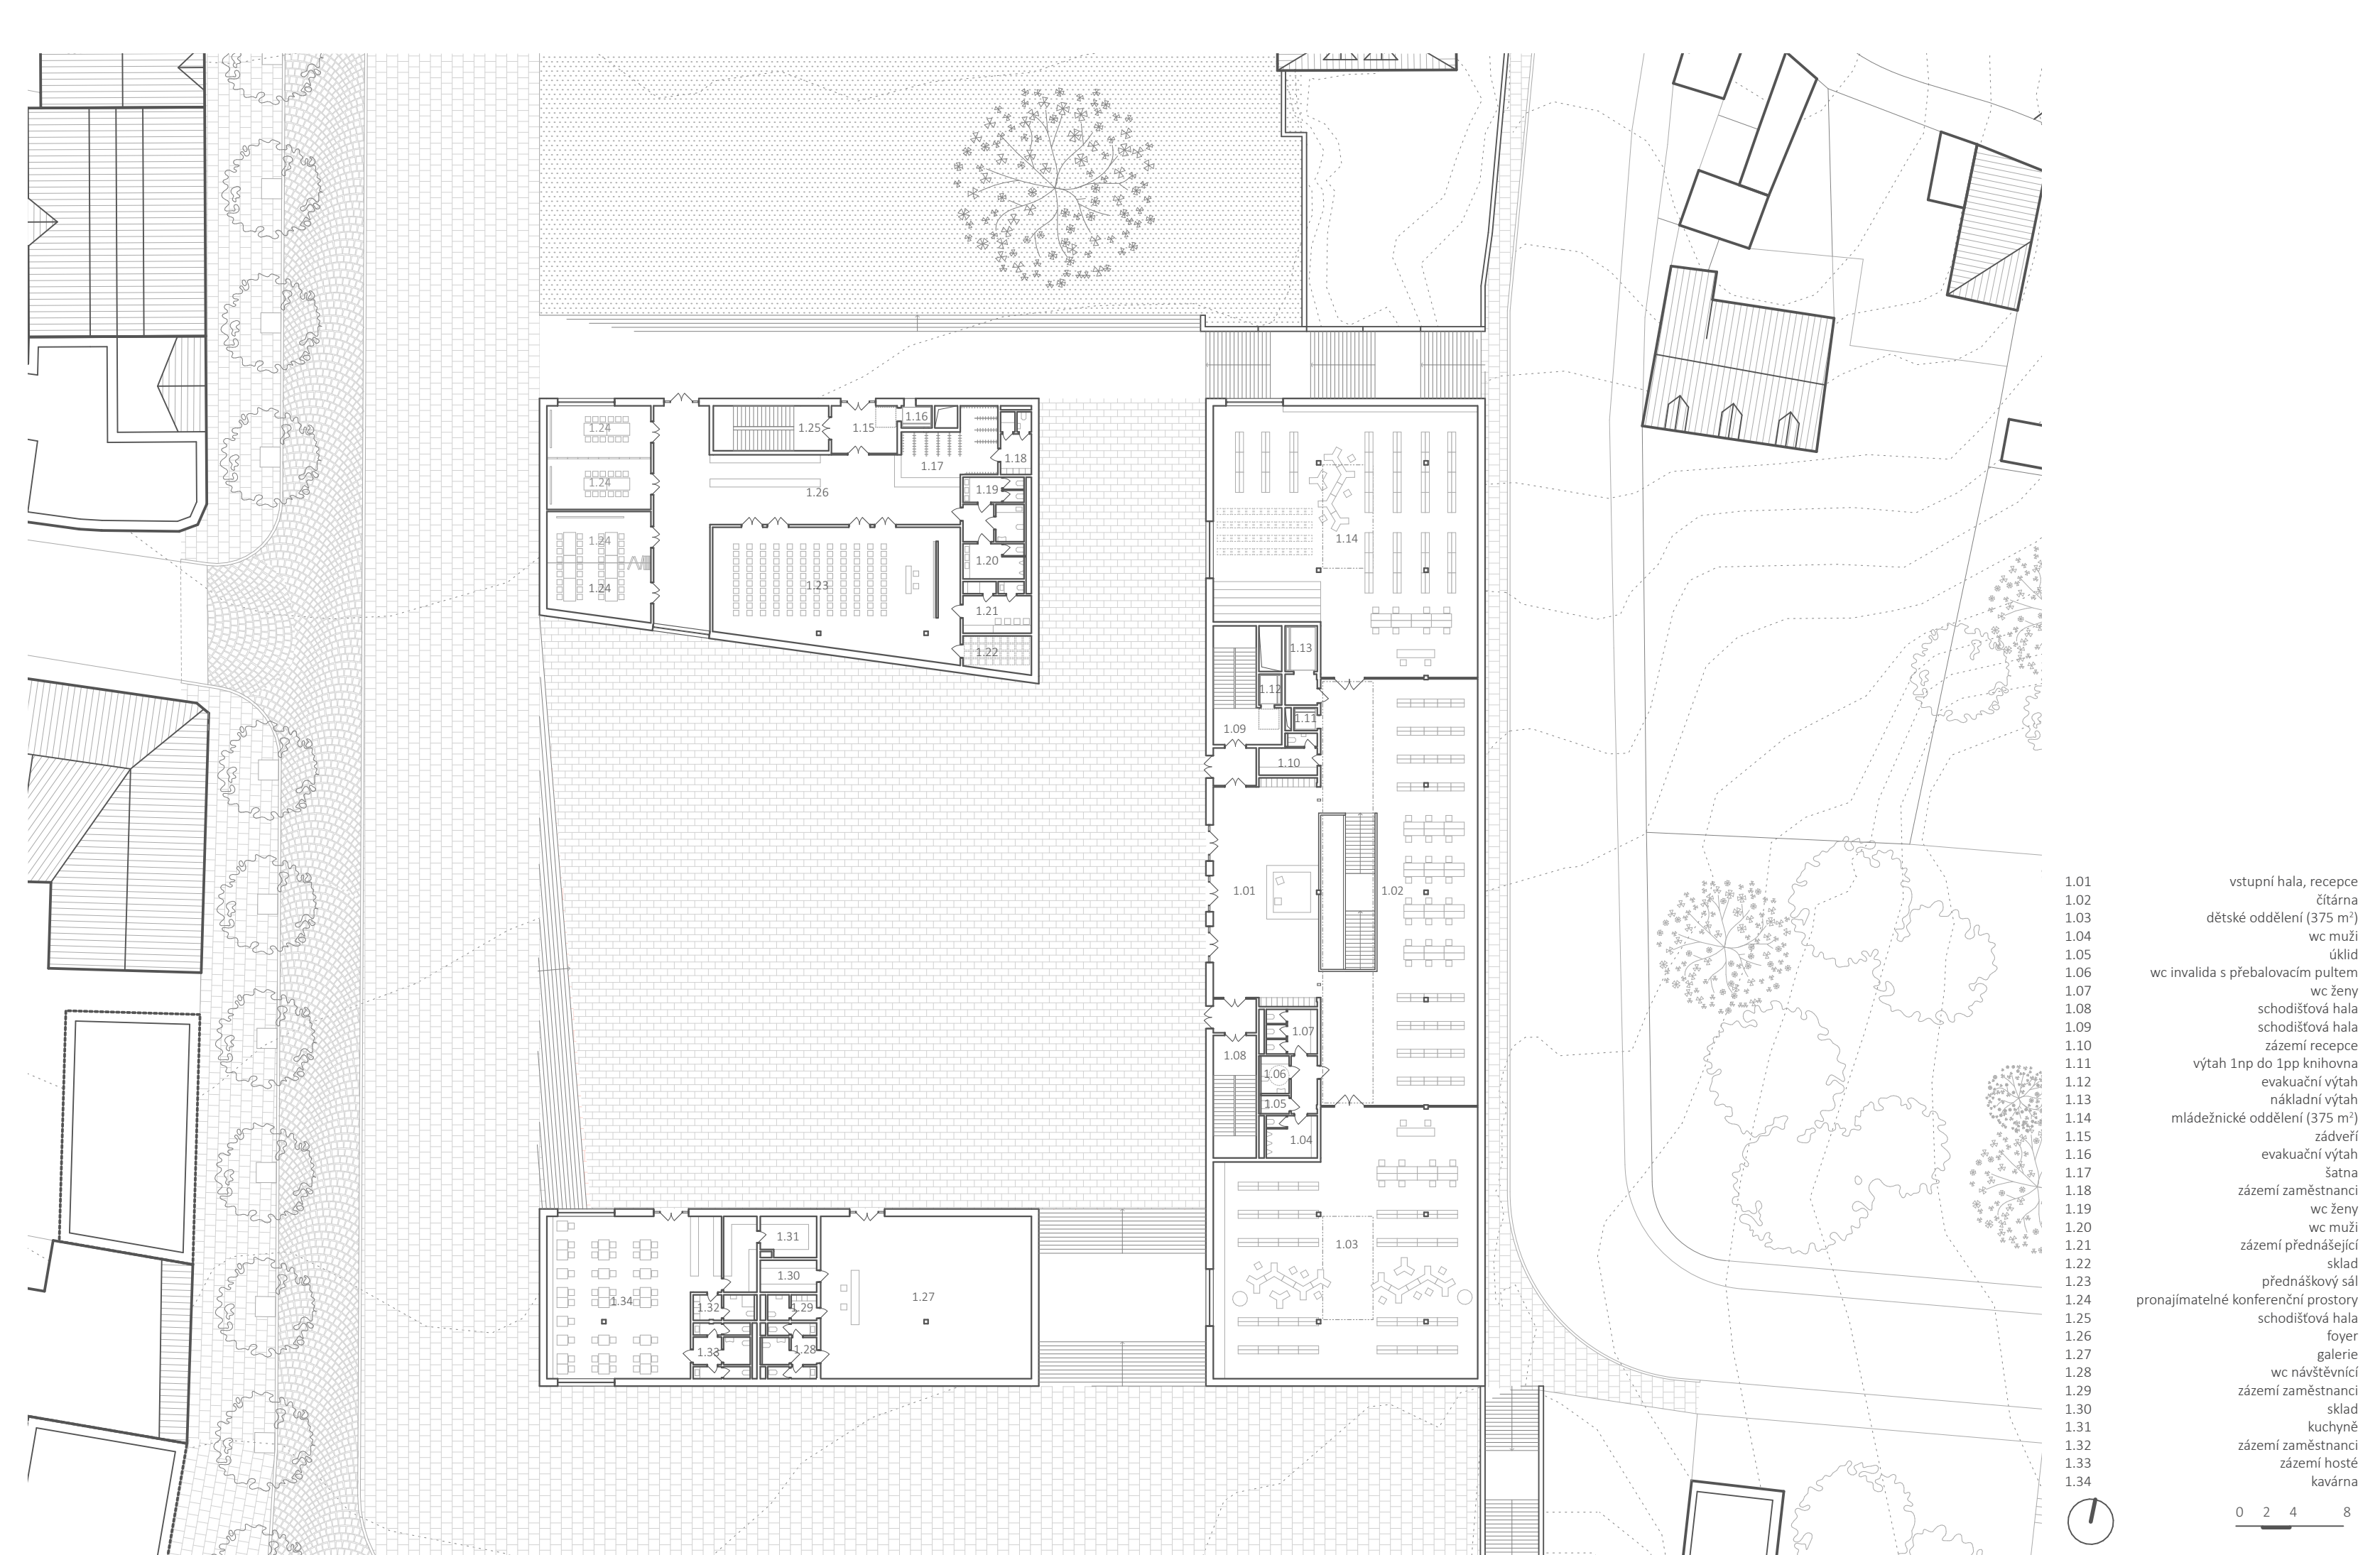 1.24
1.25
1.15
1.16
1.17
1.18
1.24
1.26
1.19
1.24
1.20
1.24
1.23
1.21
1.22
1.14
1.13
1.12
1.11
1.09
1.10
1.01
1.02
1.07
1.08
1.06
1.05
1.04
1.03
1.31
1.30
1.34
1.32
1.29
1.27
1.33
1.28
1.01 vstupní hala, recepce
1.02 čítárna
1.03 dětské oddělení (375 m²)
1.04 wc muži
1.05 úklid
1.06 wc invalida s přebalovacím pultem
1.07 wc ženy
1.08 schodišťová hala
1.09 schodišťová hala
1.10 zázemí recepce
1.11 výtah 1np do 1pp knihovna
1.12 evakuační výtah
1.13 nákladní výtah
1.14 mládežnické oddělení (375 m²)
1.15 zádveří
1.16 evakuační výtah
1.17 šatna
1.18 zázemí zaměstnanci
1.19 wc ženy
1.20 wc muži
1.21 zázemí přednášející
1.22 sklad
1.23 přednáškový sál
1.24 pronajímatelné konferenční prostory
1.25 schodišťová hala
1.26 foyer
1.27 galerie
1.28 wc návštěvnící
1.29 zázemí zaměstnanci
1.30 sklad
1.31 kuchyně
1.32 zázemí zaměstnanci
1.33 zázemí hosté
1.34 kavárna
0 2 4 8